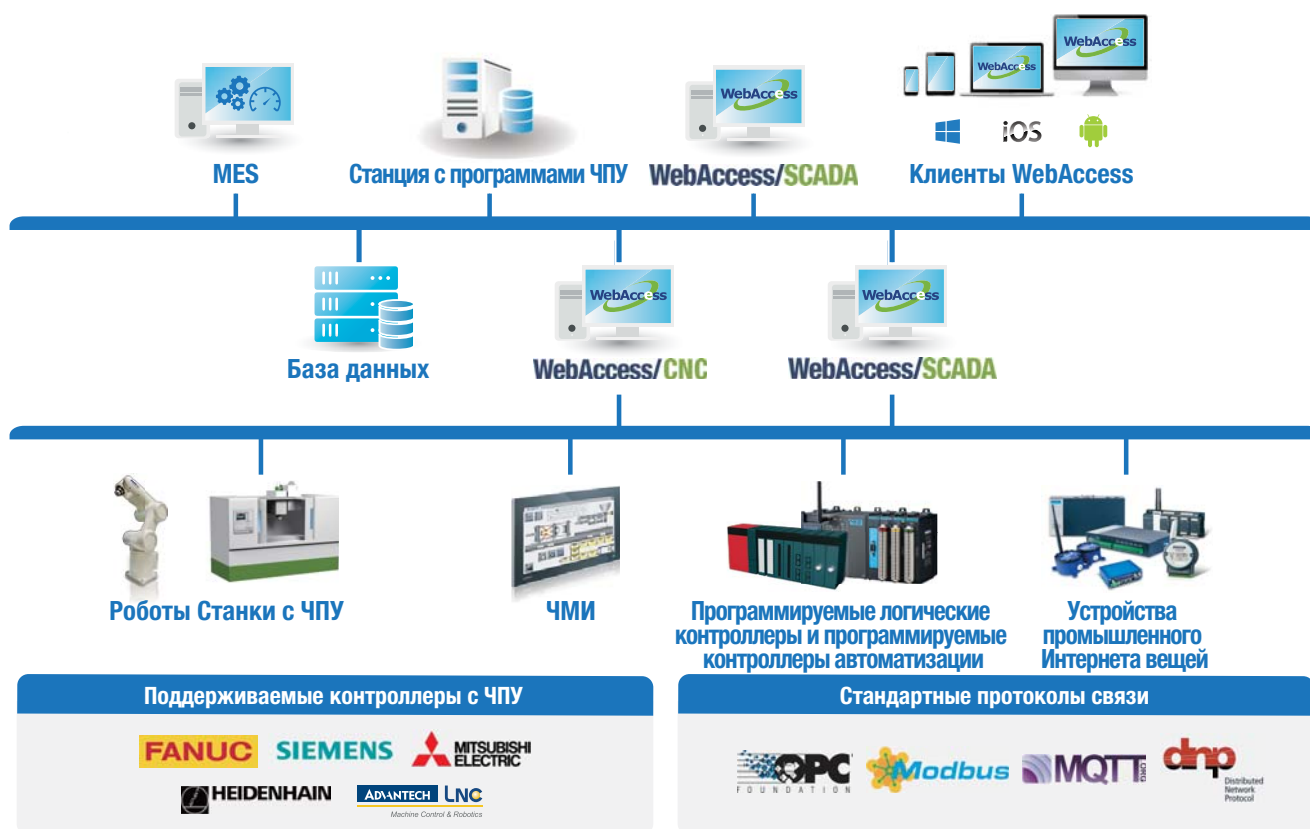 WebAccess
WebAccess
WebAccess
iOS
MES
Станция с программами ЧПУ
WebAccess/SCADA
Клиенты WebAccess
WebAccess
WebAccess
База данных
WebAccess/CNC
WebAccess/SCADA
Роботы Станки с ЧПУ
ЧМИ
Программируемые логические
контроллеры и программируемые
контроллеры автоматизации
Устройства
промышленного
Интернета вещей
Поддерживаемые контроллеры с ЧПУ
FANUC
SIEMENS
MITSUBISHI
ELECTRIC
HEIDENHAIN
ADVANTECH LNC
Machine Control & Robotics
Стандартные протоколы связи
OPC
FOUNDATION
Modbus
MQTT
.ORG
dnp
Distributed
Network
Protocol